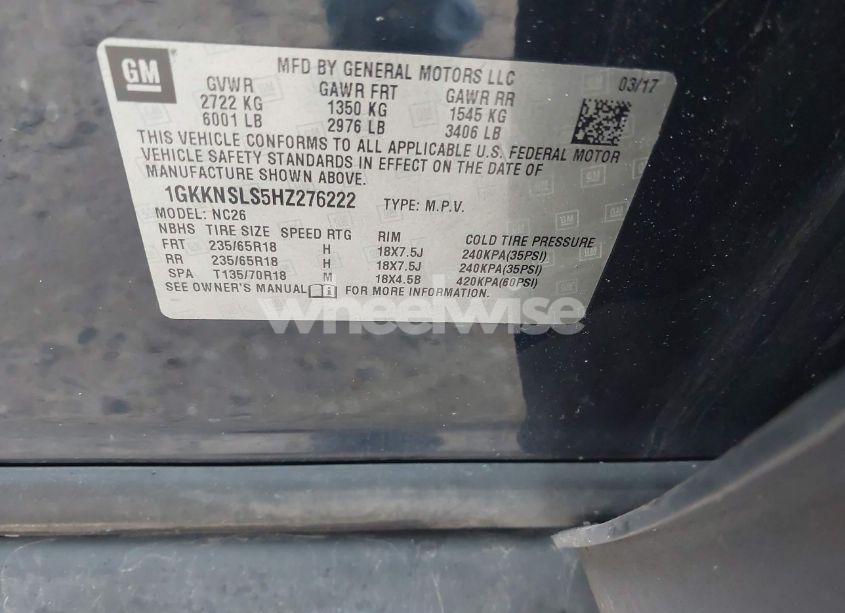 GM
MFD BY GENERAL MOTORS LLC
03/17
GVWR GAWR FRT GAWR RR
2722 KG 1350 KG 1545 KG
6001 LB 2976 LB 3406 LB
THIS VEHICLE CONFORMS TO ALL APPLICABLE U.S. FEDERAL MOTOR
VEHICLE SAFETY STANDARDS IN EFFECT ON THE DATE OF
MANUFACTURE SHOWN ABOVE.
1GKKNSLS5HZ276222 TYPE: M.P.V.
MODEL: NC26
NBHS TIRE SIZE SPEED RTG RIM COLD TIRE PRESSURE
FRT 235/65R18 H 18X7.5J 240KPA(35PSI)
RR 235/65R18 H 18X7.5J 240KPA(35PSI)
SPA T135/70R18 M 18X4.5B 420KPA(60PSI)
SEE OWNER'S MANUAL FOR MORE INFORMATION.
wheelwise